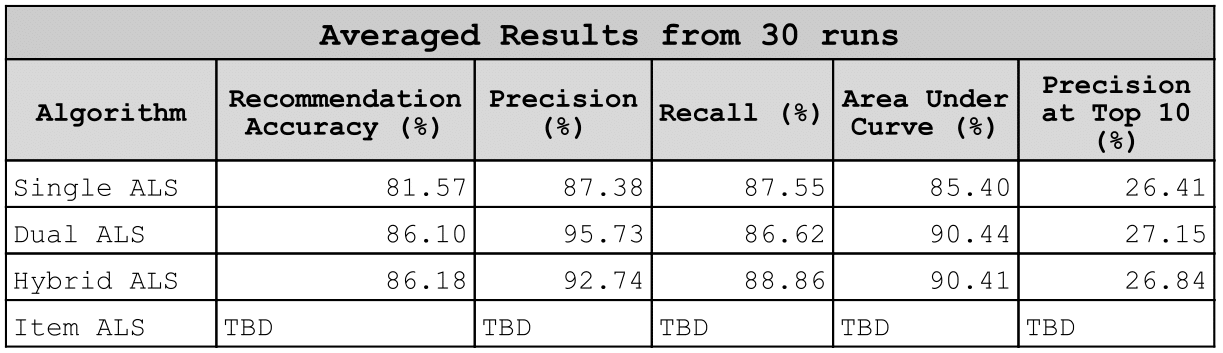 Averaged Results from 30 runs
Algorithm Recommendation Accuracy (%) Precision (%) Recall (%) Area Under Curve (%) Precision at Top 10 (%)
Single ALS 81.57 87.38 87.55 85.40 26.41
Dual ALS 86.10 95.73 86.62 90.44 27.15
Hybrid ALS 86.18 92.74 88.86 90.41 26.84
Item ALS TBD TBD TBD TBD TBD